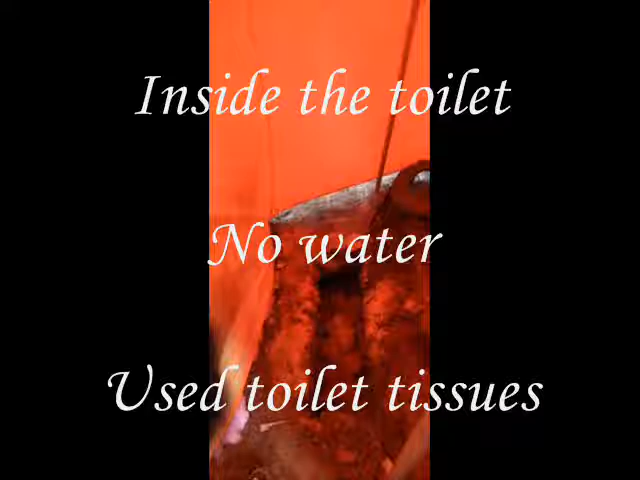 Inside the toilet
No water
Used toilet tissues